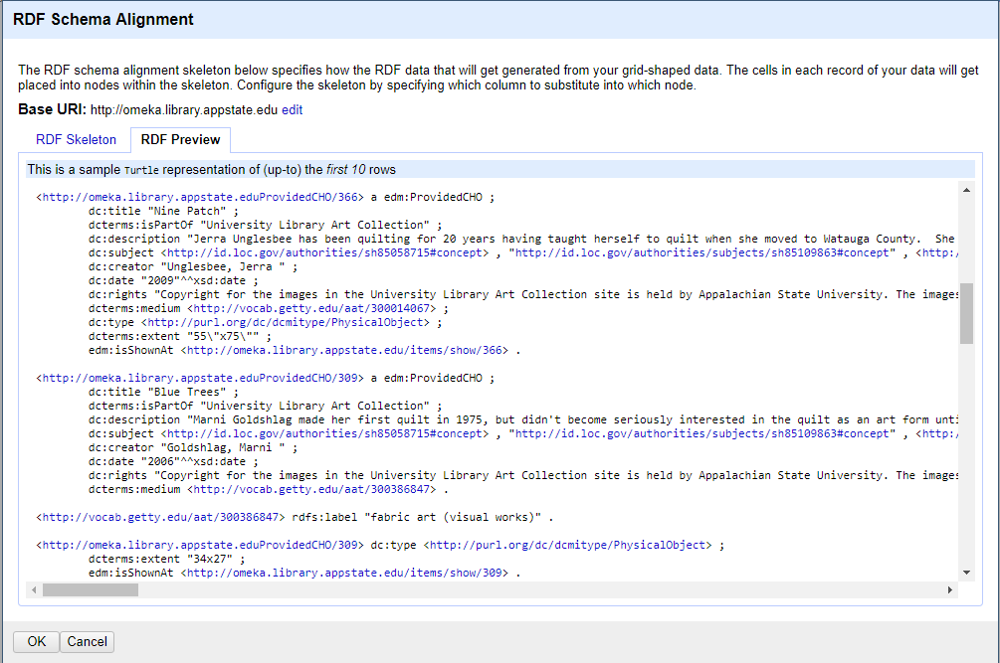 RDF Schema Alignment
The RDF schema alignment skeleton below specifies how the RDF data that will get generated from your grid-shaped data. The cells in each record of your data will get
placed into nodes within the skeleton. Configure the skeleton by specifying which column to substitute into which node.
Base URI: http://omeka.library.appstate.edu edit
RDF Skeleton RDF Preview
This is a sample Turtle representation of (up-to) the first 10 rows
<http://omeka.library.appstate.eduProvidedCHO/366> a edm:ProvidedCHO ;
dc:title "Nine Patch" ;
dcterms:isPartOf "University Library Art Collection" ;
dc:description "Jerra Unglesbee has been quilting for 20 years having taught herself to quilt when she moved to Watauga County.  She
dc:subject <http://id.loc.gov/authorities/sh85058715#concept> , "http://id.loc.gov/authorities/subjects/sh85109863#concept" , <http:/
dc:creator "Unglesbee, Jerra " ;
dc:date "2009"^^xsd:date ;
dc:rights "Copyright for the images in the University Library Art Collection site is held by Appalachian State University. The images
dcterms:medium <http://vocab.getty.edu/aat/300014067> ;
dc:type <http://purl.org/dc/dcmitype/PhysicalObject> ;
dcterms:extent "55\"x75\"" ;
edm:isShownAt <http://omeka.library.appstate.edu/items/show/366> .
<http://omeka.library.appstate.eduProvidedCHO/309> a edm:ProvidedCHO ;
dc:title "Blue Trees" ;
dcterms:isPartOf "University Library Art Collection" ;
dc:description "Marni Goldshlag made her first quilt in 1975, but didn't become seriously interested in the quilt as an art form unti
dc:subject <http://id.loc.gov/authorities/sh85058715#concept> , "http://id.loc.gov/authorities/subjects/sh85109863#concept" , <http:/
dc:creator "Goldshlag, Marni " ;
dc:date "2006"^^xsd:date ;
dc:rights "Copyright for the images in the University Library Art Collection site is held by Appalachian State University. The images
dcterms:medium <http://vocab.getty.edu/aat/300386847> .
<http://vocab.getty.edu/aat/300386847> rdfs:label "fabric art (visual works)" .
<http://omeka.library.appstate.eduProvidedCHO/309> dc:type <http://purl.org/dc/dcmitype/PhysicalObject> ;
dcterms:extent "34x27" ;
edm:isShownAt <http://omeka.library.appstate.edu/items/show/309> .
OK Cancel